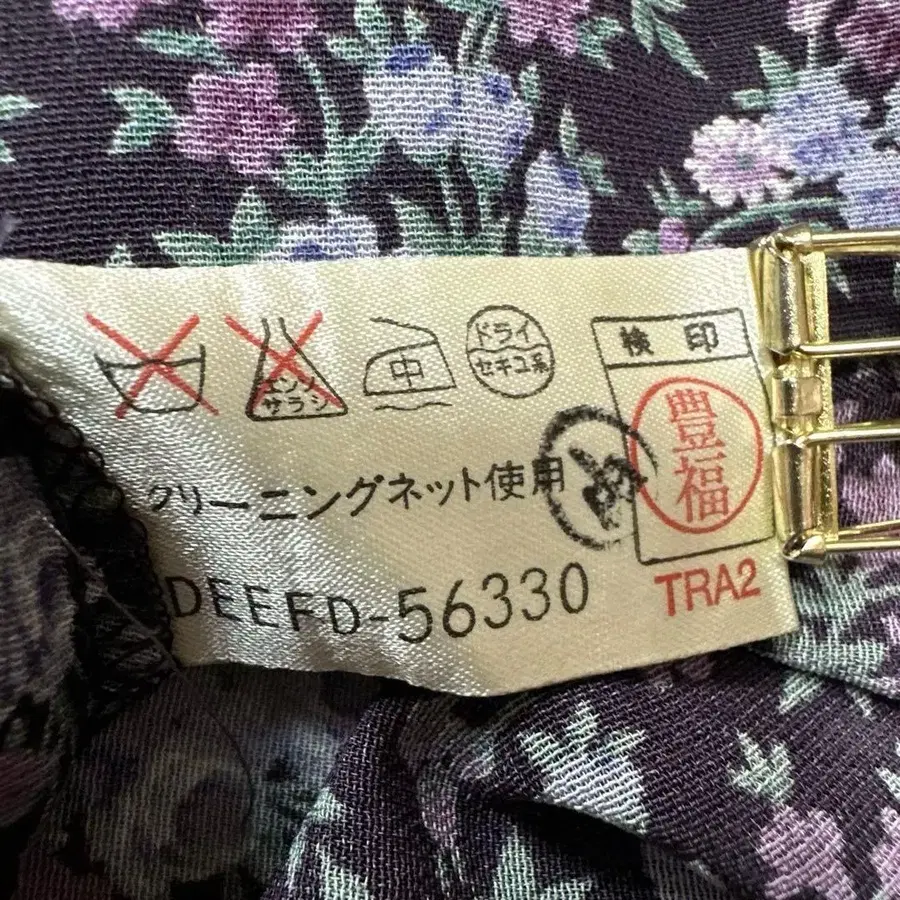 エンソ
サラシ
中
ドライ
セキユ系
検印
豊福
クリーニングネット使用
DEEFD-56330
TRA2